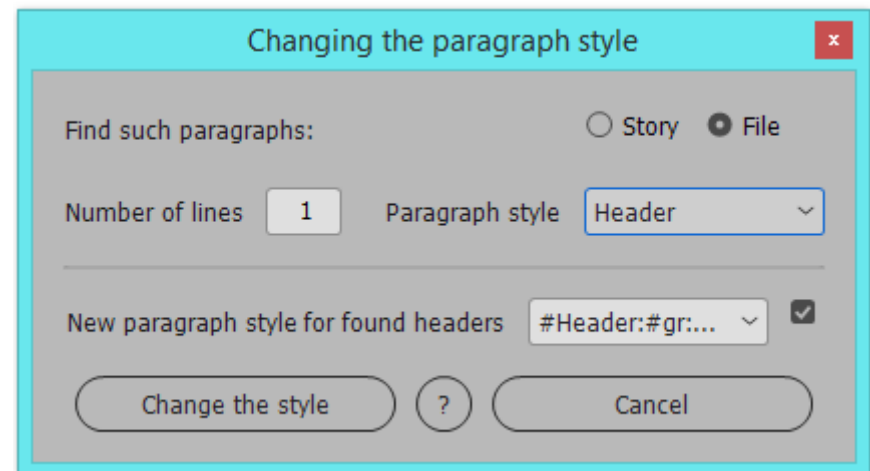 Changing the paragraph style x
Find such paragraphs: Story File
Number of lines 1 Paragraph style Header
New paragraph style for found headers #Header:#gr:...
Change the style ? Cancel